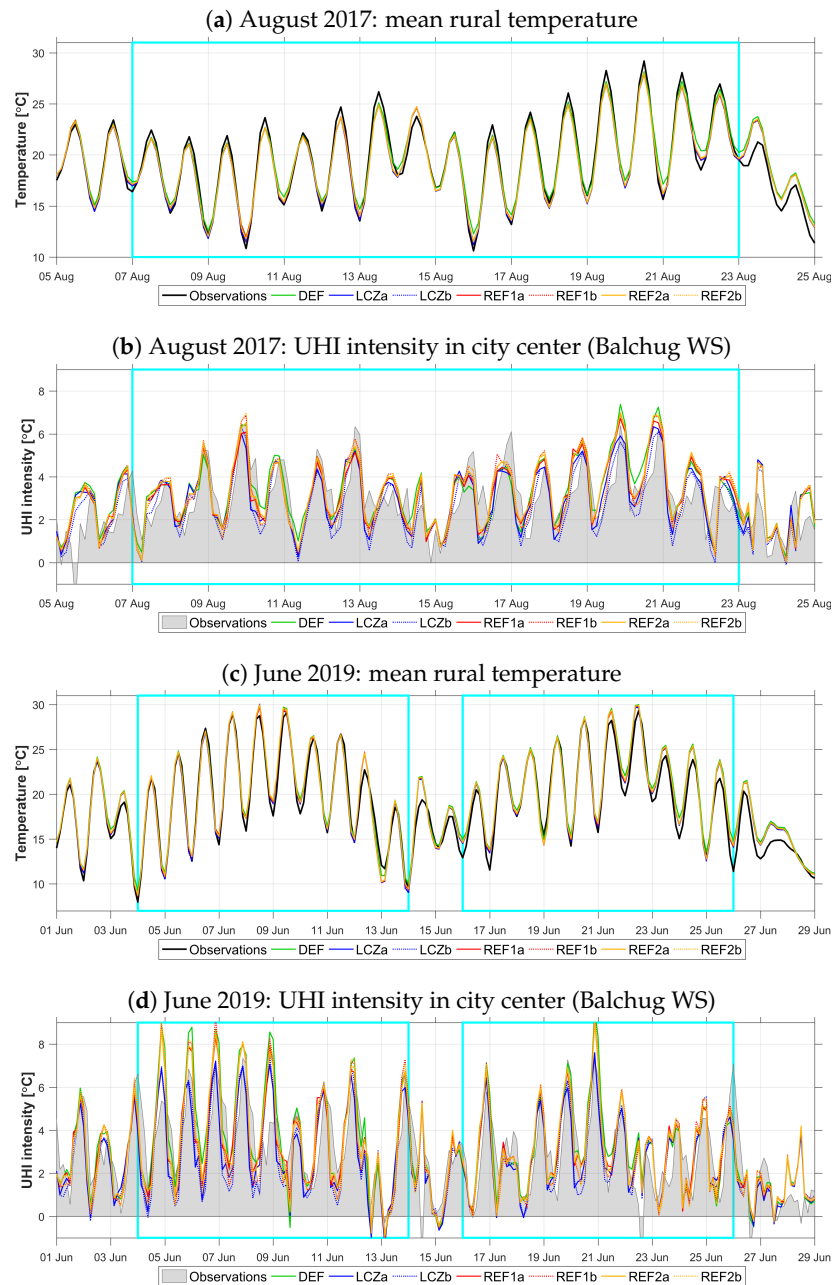 (a) August 2017: mean rural temperature
30
25
20
15
10
Temperature [°C]
05 Aug 07 Aug 09 Aug 11 Aug 13 Aug 15 Aug 17 Aug 19 Aug 21 Aug 23 Aug 25 Aug
Observations DEF LCZa LCZb REF1a REF1b REF2a REF2b
(b) August 2017: UHI intensity in city center (Balchug WS)
8
6
4
2
0
UHI intensity [°C]
05 Aug 07 Aug 09 Aug 11 Aug 13 Aug 15 Aug 17 Aug 19 Aug 21 Aug 23 Aug 25 Aug
Observations DEF LCZa LCZb REF1a REF1b REF2a REF2b
(c) June 2019: mean rural temperature
30
25
20
15
10
Temperature [°C]
01 Jun 03 Jun 05 Jun 07 Jun 09 Jun 11 Jun 13 Jun 15 Jun 17 Jun 19 Jun 21 Jun 23 Jun 25 Jun 27 Jun 29 Jun
Observations DEF LCZa LCZb REF1a REF1b REF2a REF2b
(d) June 2019: UHI intensity in city center (Balchug WS)
8
6
4
2
0
UHI intensity [°C]
01 Jun 03 Jun 05 Jun 07 Jun 09 Jun 11 Jun 13 Jun 15 Jun 17 Jun 19 Jun 21 Jun 23 Jun 25 Jun 27 Jun 29 Jun
Observations DEF LCZa LCZb REF1a REF1b REF2a REF2b